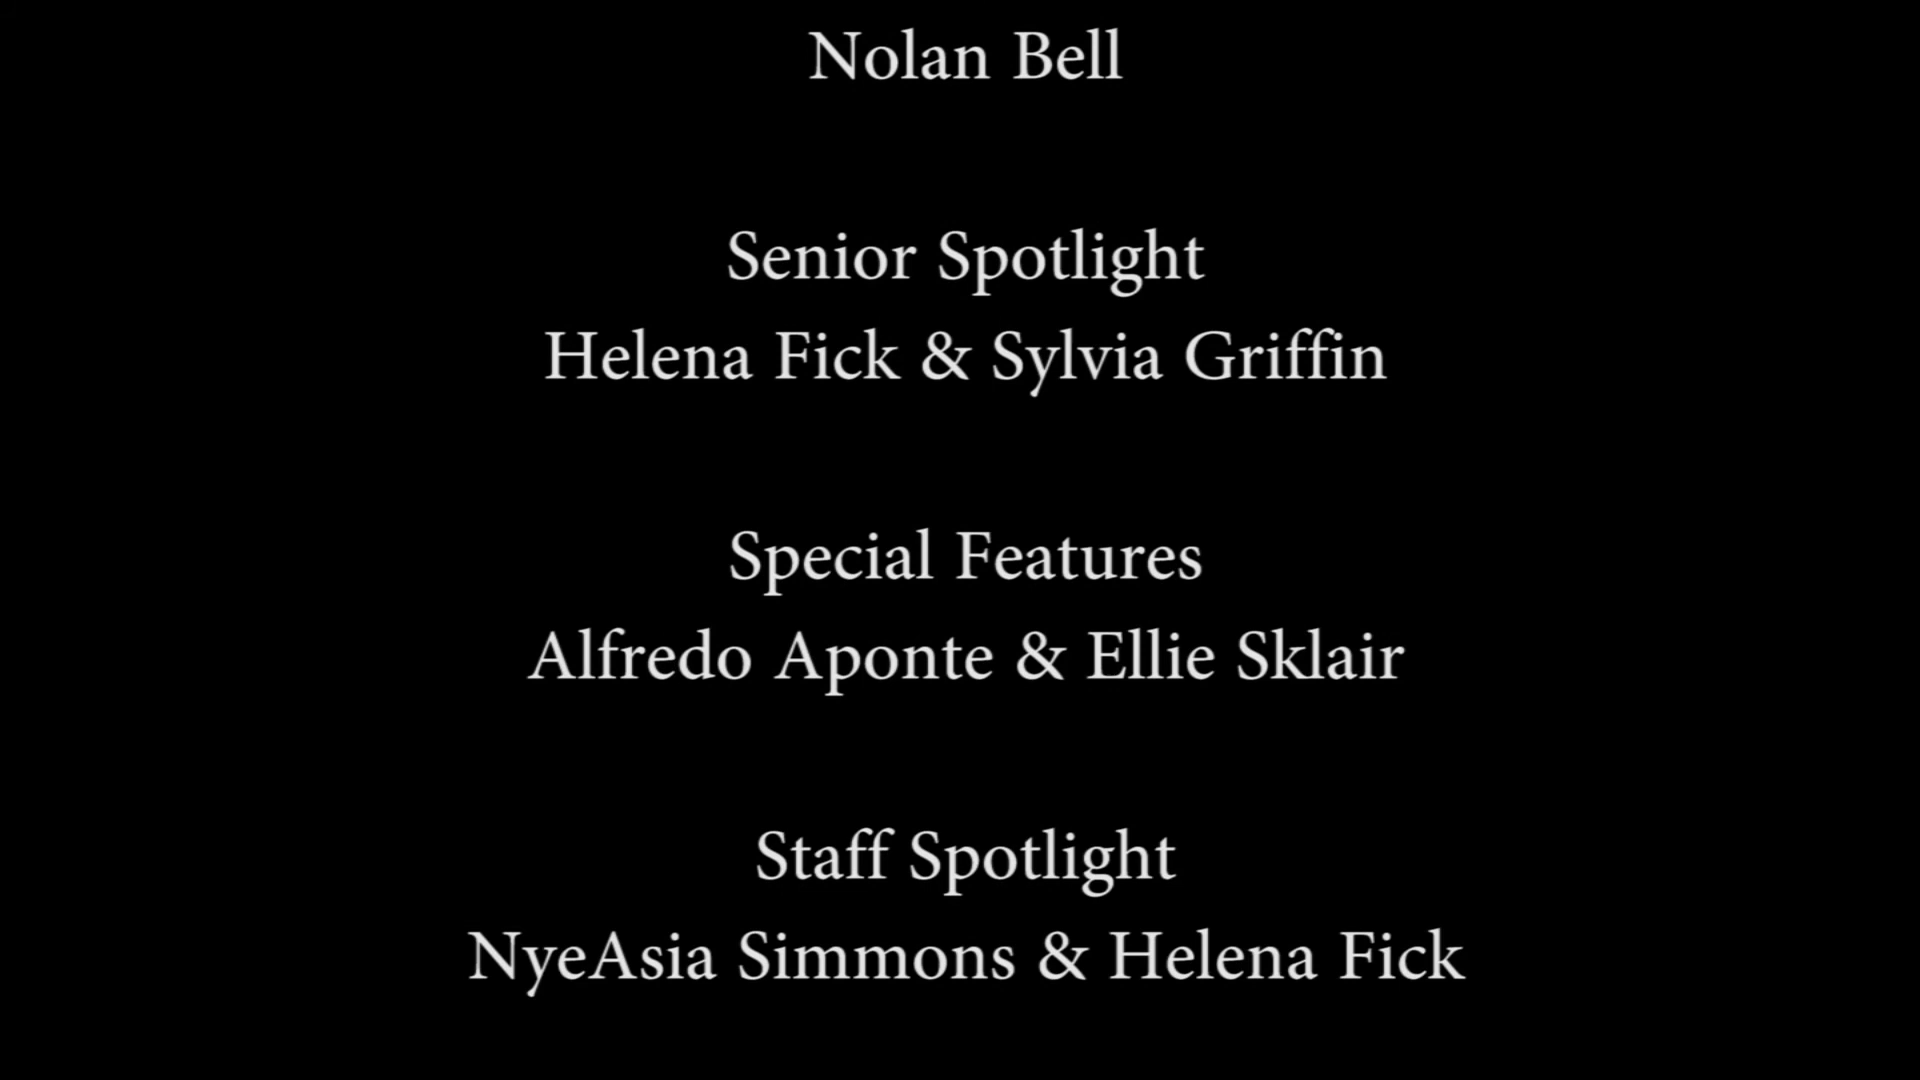 Nolan Bell
Senior Spotlight
Helena Fick & Sylvia Griffin
Special Features
Alfredo Aponte & Ellie Sklair
Staff Spotlight
NyeAsia Simmons & Helena Fick